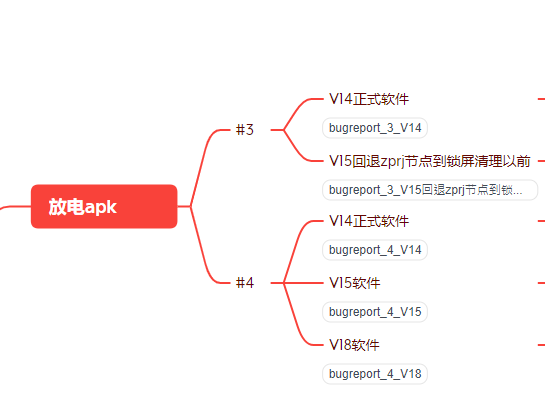 放电apk
#3
V14正式软件
bugreport_3_V14
V15回退zprj节点到锁屏清理以前
bugreport_3_V15回退zprj节点到锁...
#4
V14正式软件
bugreport_4_V14
V15软件
bugreport_4_V15
V18软件
bugreport_4_V18